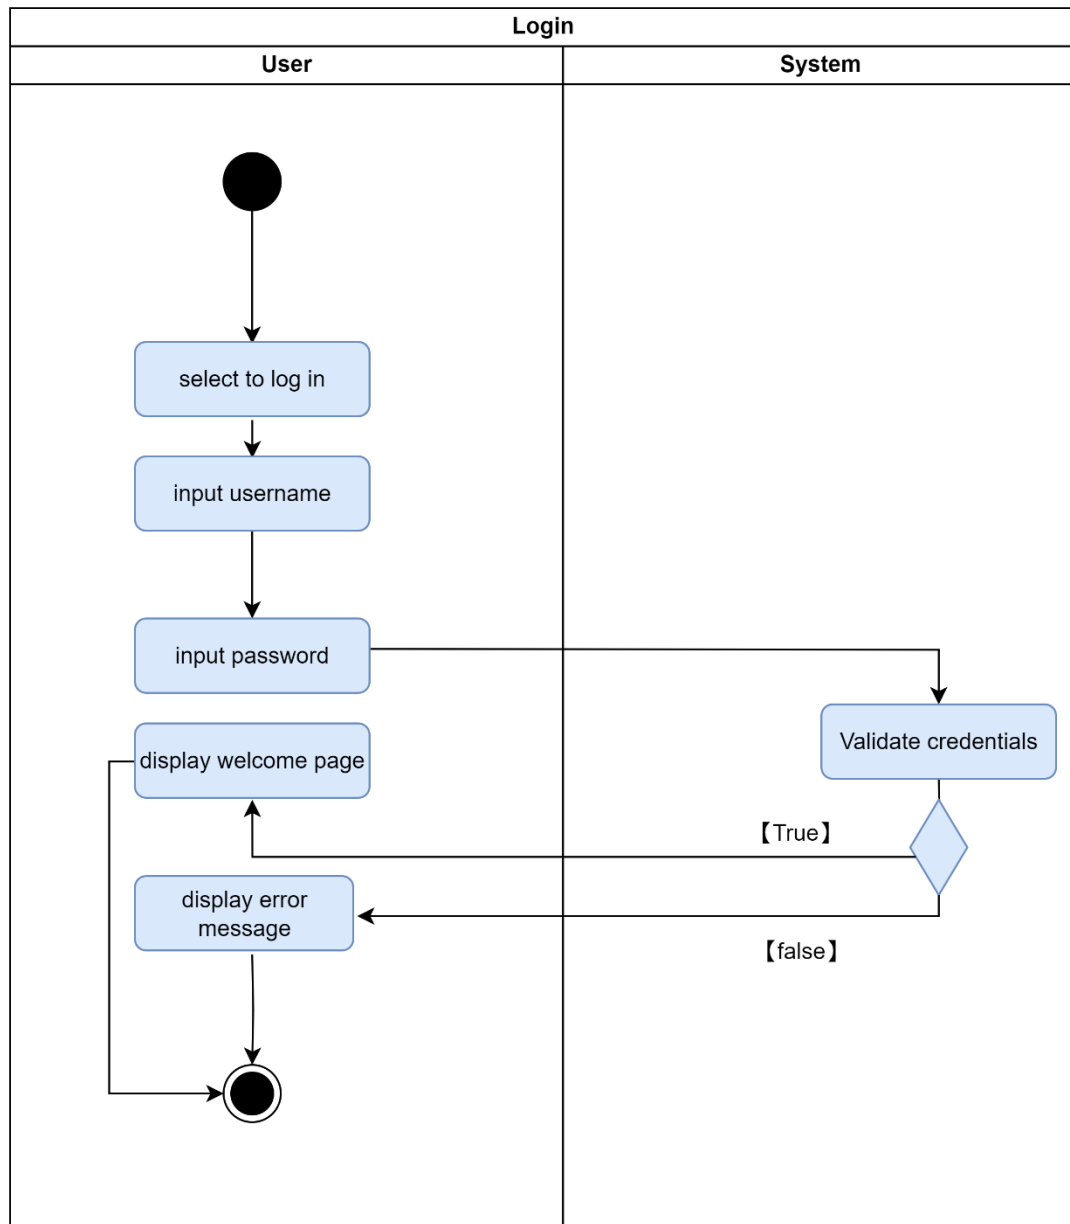 Login
User
System
select to log in
input username
input password
display welcome page
Validate credentials
【True】
display error
message
【false】